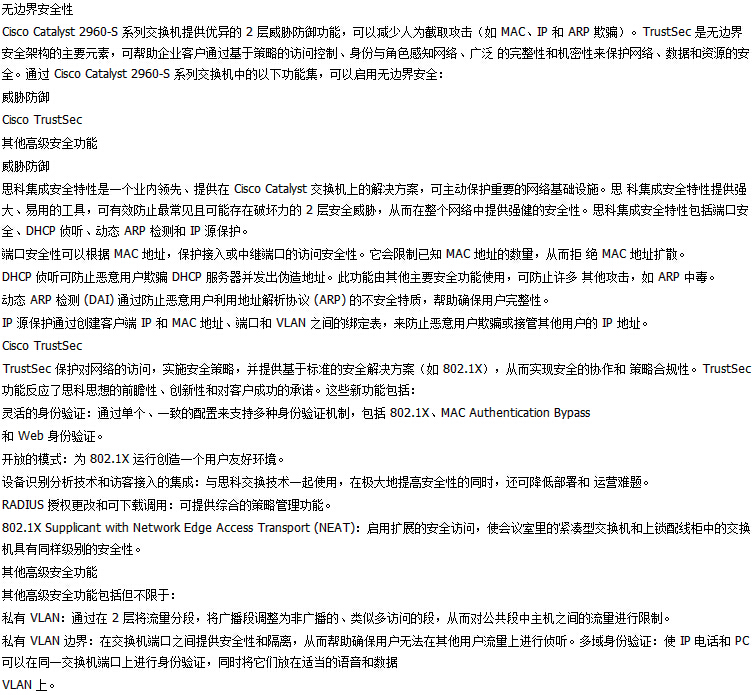 无边界安全性
Cisco Catalyst 2960-S 系列交换机提供优异的 2 层威胁防御功能，可以减少人为截取攻击（如 MAC、IP 和 ARP 欺骗）。TrustSec 是无边界
安全架构的主要元素，可帮助企业客户通过基于策略的访问控制、身份与角色感知网络、广泛 的完整性和机密性来保护网络、数据和资源的安
全。通过 Cisco Catalyst 2960-S 系列交换机中的以下功能集，可以启用无边界安全：
威胁防御
Cisco TrustSec
其他高级安全功能
威胁防御
思科集成安全特性是一个业内领先、提供在 Cisco Catalyst 交换机上的解决方案，可主动保护重要的网络基础设施。思 科集成安全特性提供强
大、易用的工具，可有效防止最常见且可能存在破坏力的 2 层安全威胁，从而在整个网络中提供强健的安全性。思科集成安全特性包括端口安
全、DHCP 侦听、动态 ARP 检测和 IP 源保护。
端口安全性可以根据 MAC 地址，保护接入或中继端口的访问安全性。它会限制已知 MAC 地址的数量，从而拒 绝 MAC 地址扩散。
DHCP 侦听可防止恶意用户欺骗 DHCP 服务器并发出伪造地址。此功能由其他主要安全功能使用，可防止许多 其他攻击，如 ARP 中毒。
动态 ARP 检测 (DAI) 通过防止恶意用户利用地址解析协议 (ARP) 的不安全特质，帮助确保用户完整性。
IP 源保护通过创建客户端 IP 和 MAC 地址、端口和 VLAN 之间的绑定表，来防止恶意用户欺骗或接管其他用户的 IP 地址。
Cisco TrustSec
TrustSec 保护对网络的访问，实施安全策略，并提供基于标准的安全解决方案（如 802.1X），从而实现安全的协作和 策略合规性。TrustSec
功能反应了思科思想的前瞻性、创新性和对客户成功的承诺。这些新功能包括：
灵活的身份验证：通过单个、一致的配置来支持多种身份验证机制，包括 802.1X、MAC Authentication Bypass
和 Web 身份验证。
开放的模式：为 802.1X 运行创造一个用户友好环境。
设备识别分析技术和访客接入的集成：与思科交换技术一起使用，在极大地提高安全性的同时，还可降低部署和 运营难题。
RADIUS 授权更改和可下载调用：可提供综合的策略管理功能。
802.1X Supplicant with Network Edge Access Transport (NEAT)：启用扩展的安全访问，使会议室里的紧凑型交换机和上锁配线柜中的交换
机具有同样级别的安全性。
其他高级安全功能
其他高级安全功能包括但不限于：
私有 VLAN：通过在 2 层将流量分段，将广播段调整为非广播的、类似多访问的段，从而对公共段中主机之间的流量进行限制。
私有 VLAN 边界：在交换机端口之间提供安全性和隔离，从而帮助确保用户无法在其他用户流量上进行侦听。多域身份验证：使 IP 电话和 PC
可以在同一交换机端口上进行身份验证，同时将它们放在适当的语音和数据
VLAN 上。